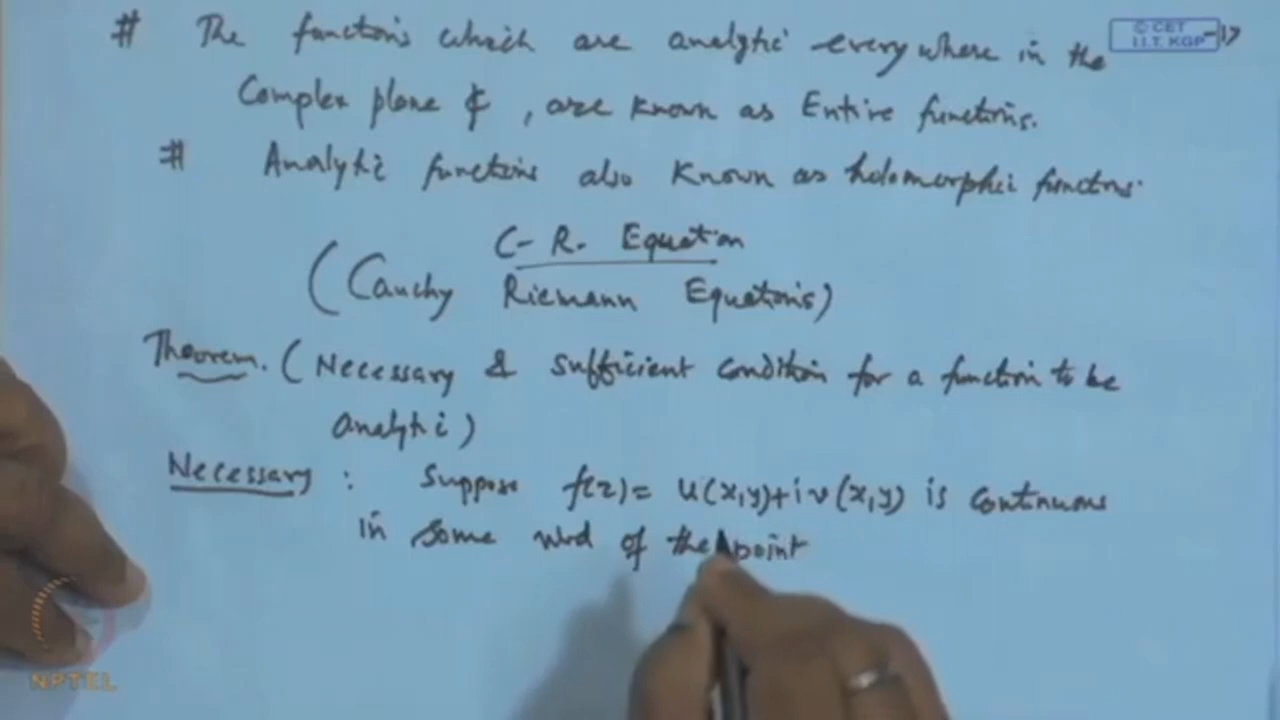 # The functions which are analytic everywhere in the
© CET
I.I.T. KGP
-17
Complex plane ₵, are known as Entire functions.
# Analytic functions also known as holomorphic functions.
C-R. Equation
(Cauchy Riemann Equations)
Theorem. (Necessary & sufficient condition for a function to be
analytic)
Necessary : Suppose f(z)= u(x,y)+iv(x,y) is continuous
in some nbd of the point
NPTEL